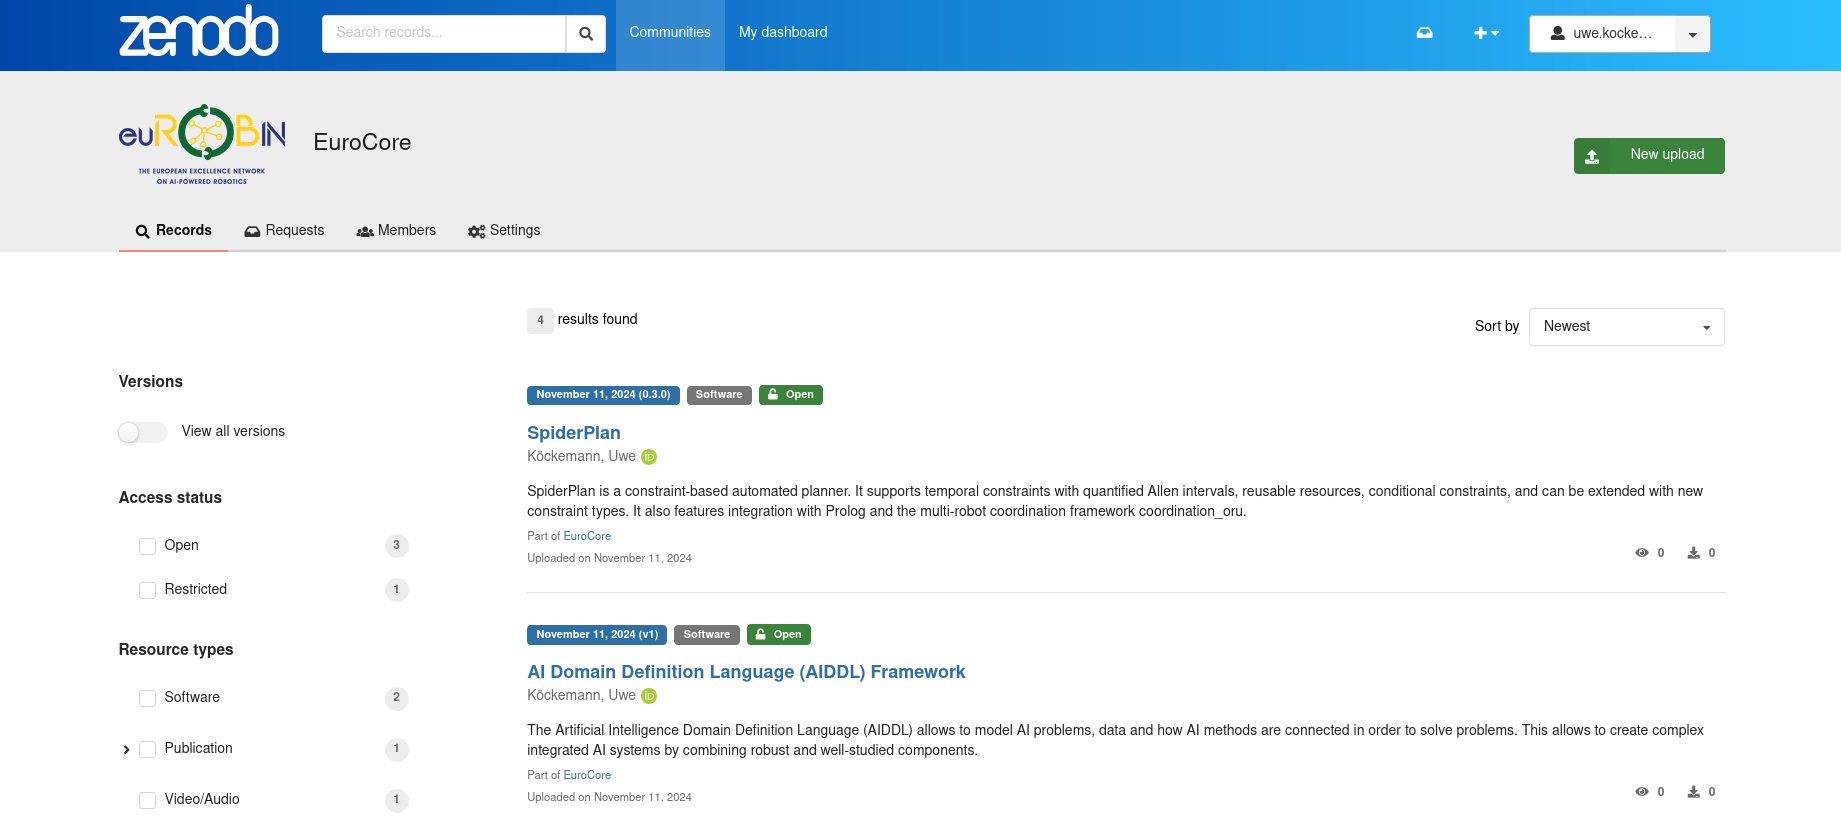 zenodo
Search records...
Communities
My dashboard
uwe.kocke...
euROBIN
THE EUROPEAN EXCELLENCE NETWORK
ON AI-POWERED ROBOTICS
EuroCore
New upload
Records
Requests
Members
Settings
4 results found
Sort by
Newest
Versions
View all versions
Access status
Open 3
Restricted 1
Resource types
Software 2
Publication 1
Video/Audio 1
November 11, 2024 (0.3.0) Software Open
SpiderPlan
Köckemann, Uwe iD
SpiderPlan is a constraint-based automated planner. It supports temporal constraints with quantified Allen intervals, reusable resources, conditional constraints, and can be extended with new
constraint types. It also features integration with Prolog and the multi-robot coordination framework coordination_oru.
Part of EuroCore
Uploaded on November 11, 2024
0 0
November 11, 2024 (v1) Software Open
AI Domain Definition Language (AIDDL) Framework
Köckemann, Uwe iD
The Artificial Intelligence Domain Definition Language (AIDDL) allows to model AI problems, data and how AI methods are connected in order to solve problems. This allows to create complex
integrated AI systems by combining robust and well-studied components.
Part of EuroCore
Uploaded on November 11, 2024
0 0